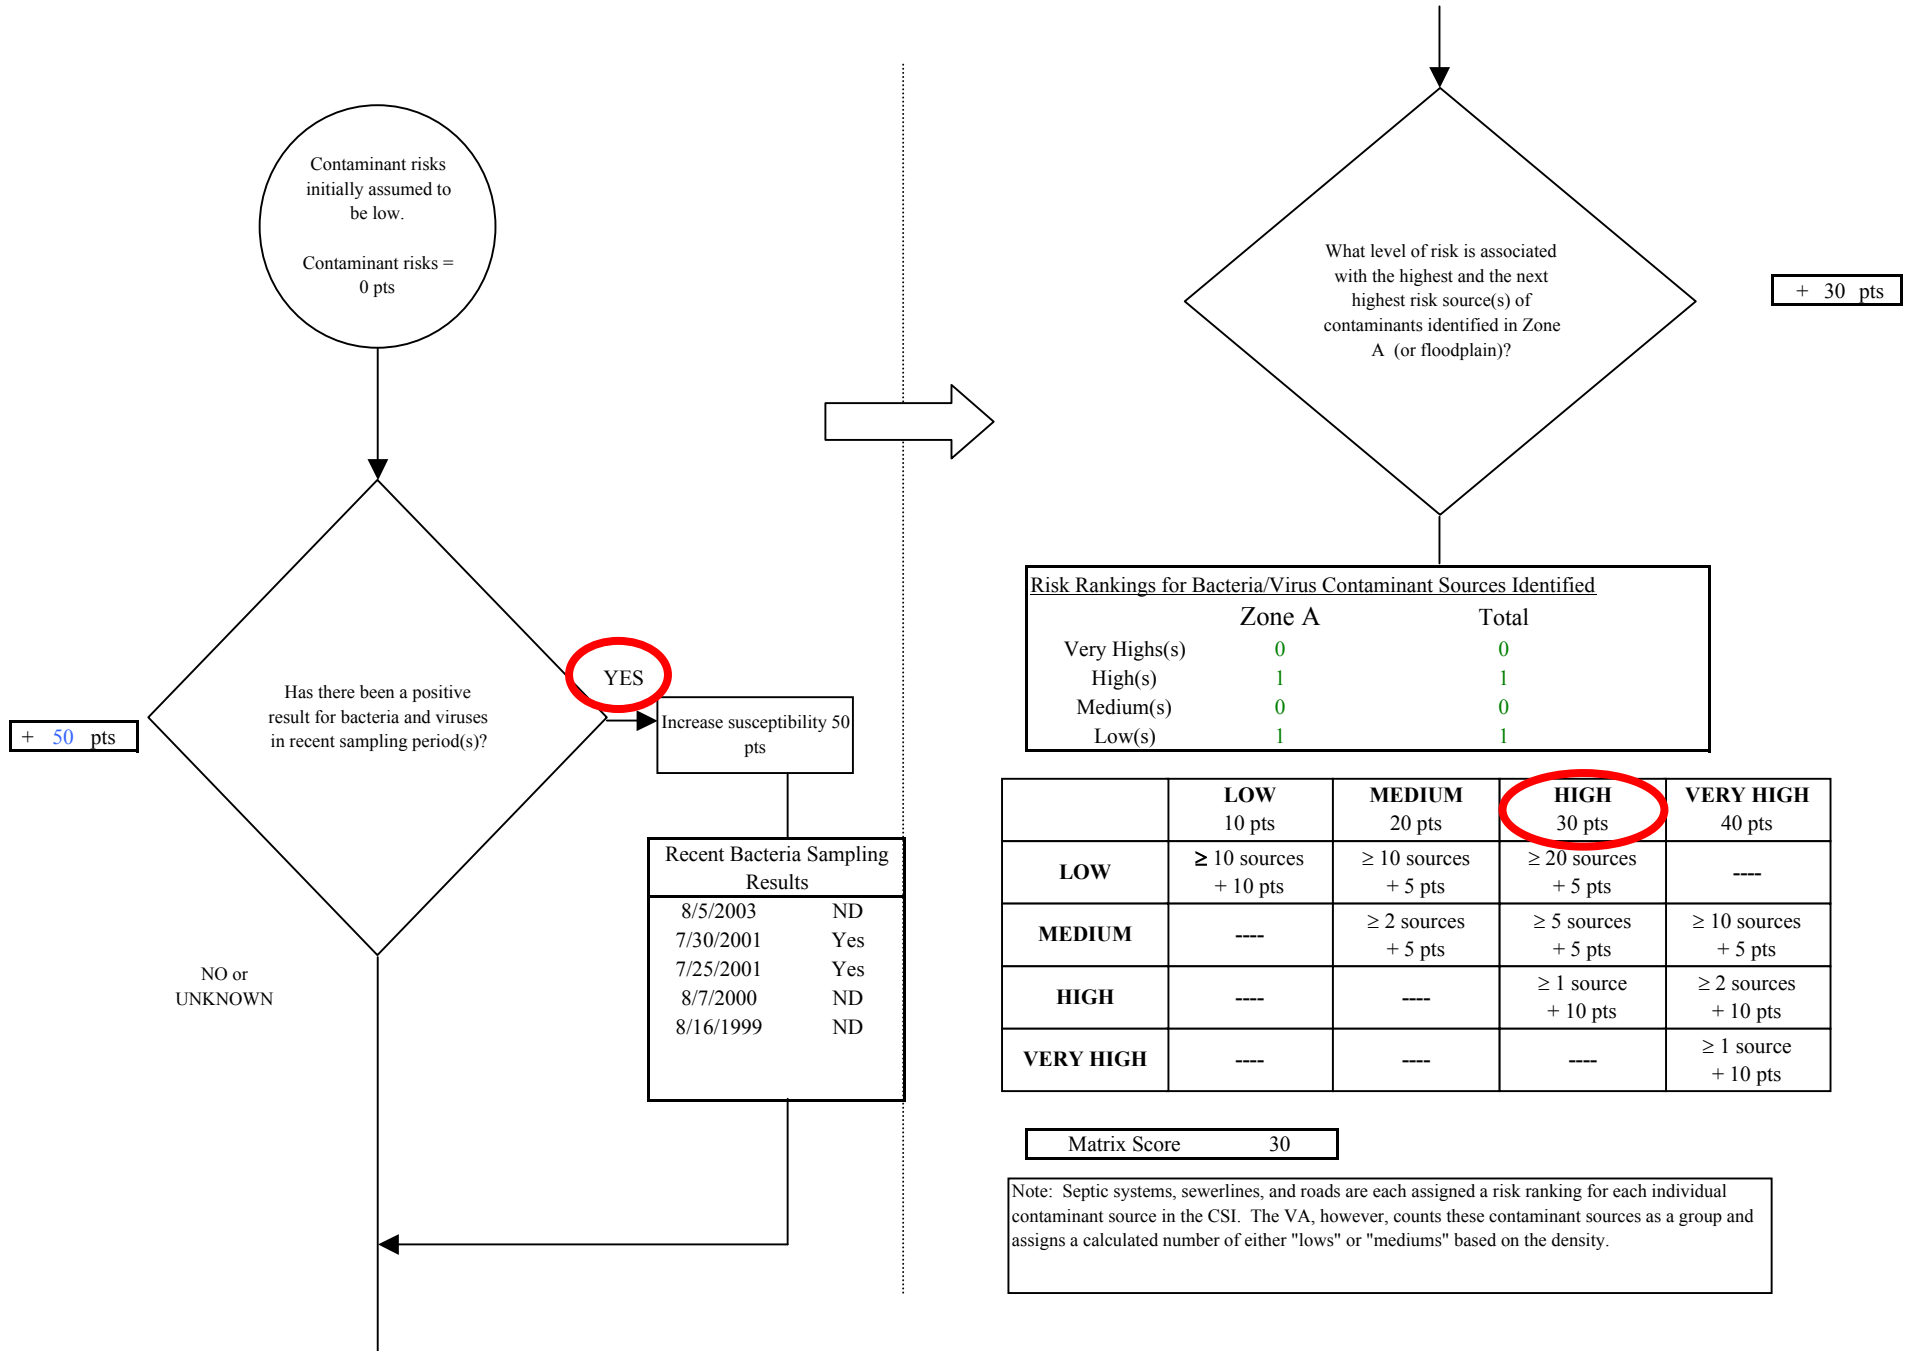 Contaminant risks
initially assumed to
be low.
Contaminant risks =
0 pts
Has there been a positive
result for bacteria and viruses
in recent sampling period(s)?
+ 50 pts
YES
Increase susceptibility 50
pts
Recent Bacteria Sampling
Results
8/5/2003 ND
7/30/2001 Yes
7/25/2001 Yes
8/7/2000 ND
8/16/1999 ND
NO or
UNKNOWN
What level of risk is associated
with the highest and the next
highest risk source(s) of
contaminants identified in Zone
A (or floodplain)?
+ 30 pts
Risk Rankings for Bacteria/Virus Contaminant Sources Identified
Zone A Total
Very Highs(s) 0 0
High(s) 1 1
Medium(s) 0 0
Low(s) 1 1
LOW MEDIUM HIGH VERY HIGH
10 pts 20 pts 30 pts 40 pts
LOW ≥ 10 sources ≥ 10 sources ≥ 20 sources ----
+ 10 pts + 5 pts + 5 pts
MEDIUM ---- ≥ 2 sources ≥ 5 sources ≥ 10 sources
+ 5 pts + 5 pts + 5 pts
HIGH ---- ---- ≥ 1 source ≥ 2 sources
+ 10 pts + 10 pts
VERY HIGH ---- ---- ---- ≥ 1 source
+ 10 pts
Matrix Score 30
Note: Septic systems, sewerlines, and roads are each assigned a risk ranking for each individual
contaminant source in the CSI. The VA, however, counts these contaminant sources as a group and
assigns a calculated number of either "lows" or "mediums" based on the density.